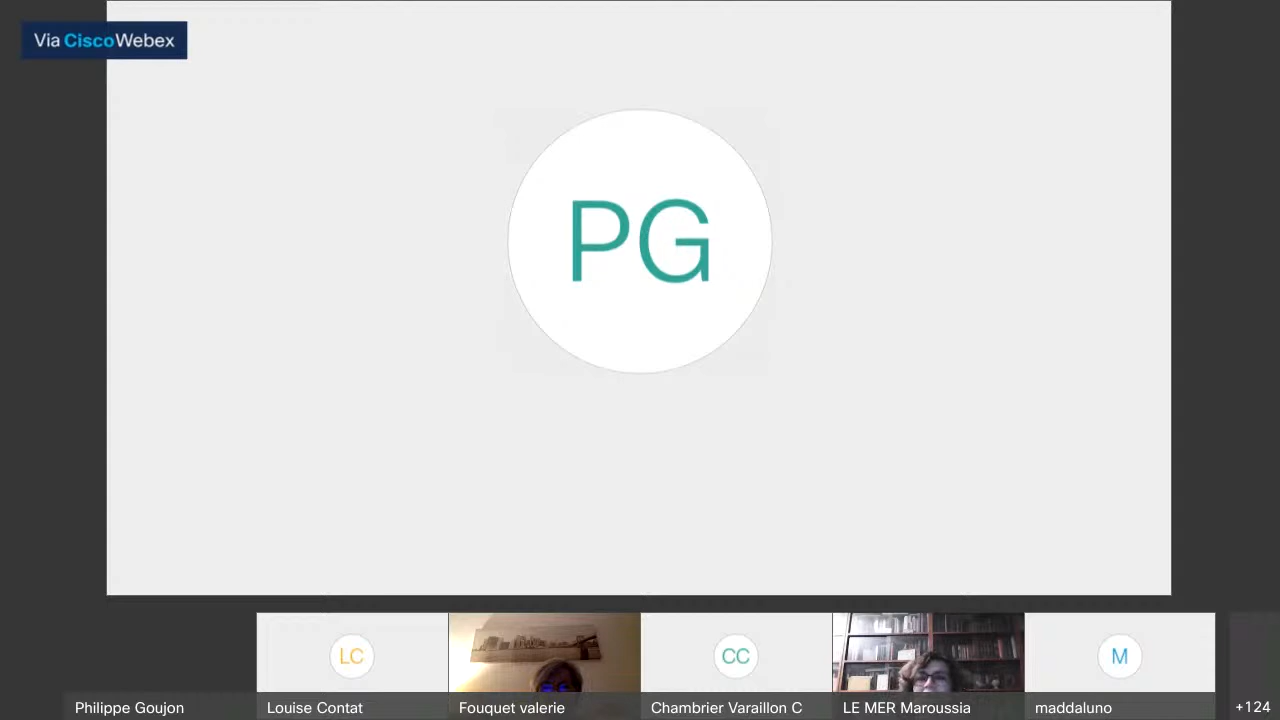 Via CiscoWebex
PG
LC
CC
M
Philippe Goujon
Louise Contat
Fouquet valerie
Chambrier Varaillon C
LE MER Maroussia
maddaluno
+124